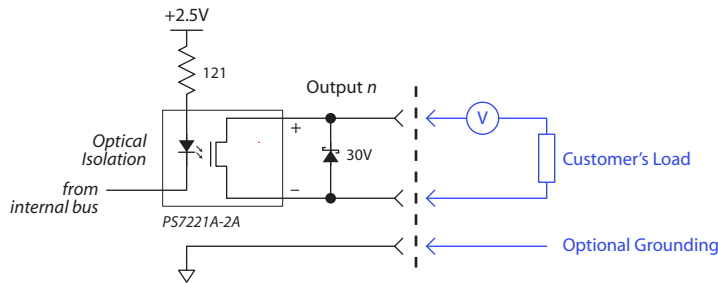 +2.5V
121
Output n
Optical
Isolation
+
30V
V
Customer's Load
from
internal bus
–
PS7221A-2A
Optional Grounding